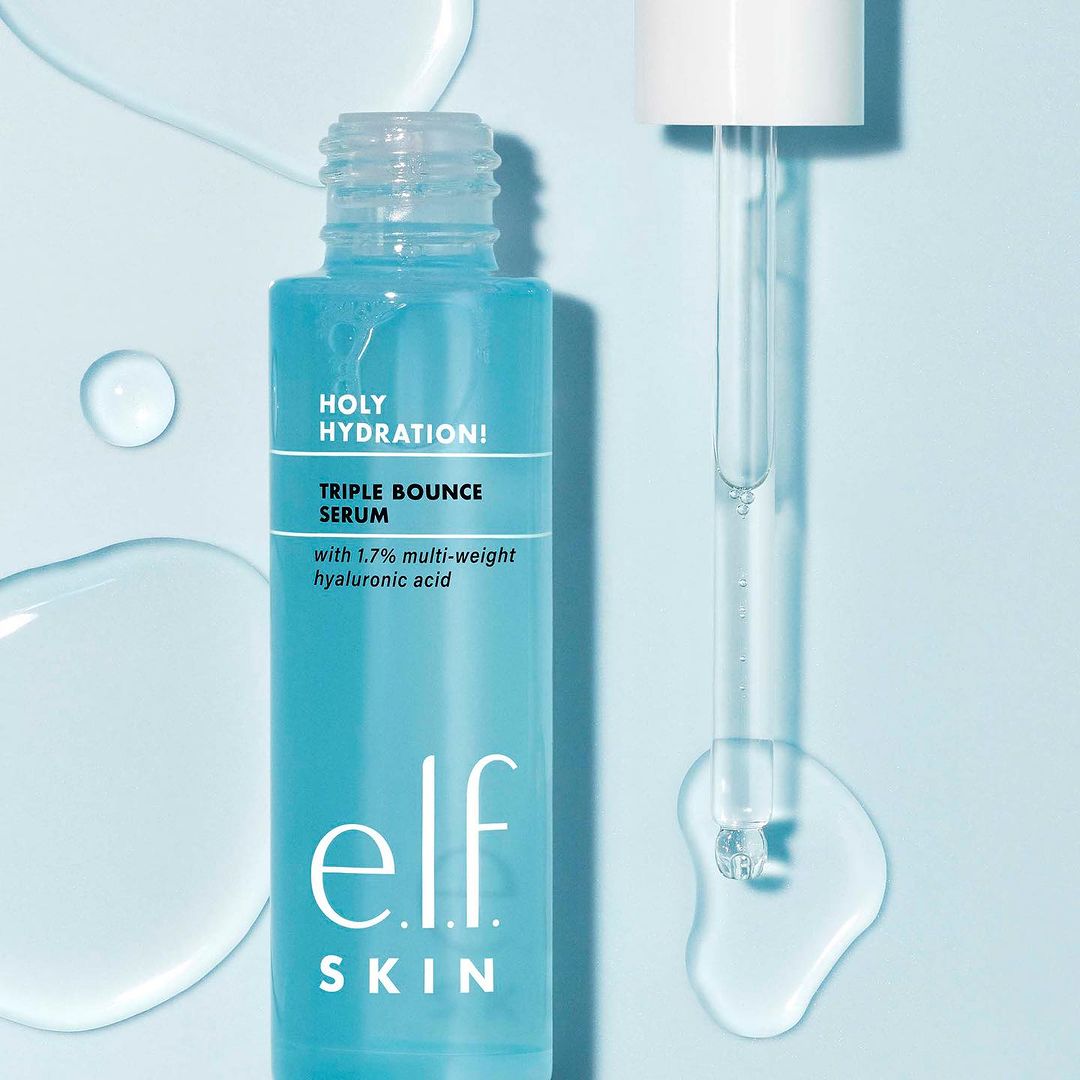 HOLY
HYDRATION!
TRIPLE BOUNCE
SERUM
with 1.7% multi-weight
hyaluronic acid
e.l.f.
SKIN